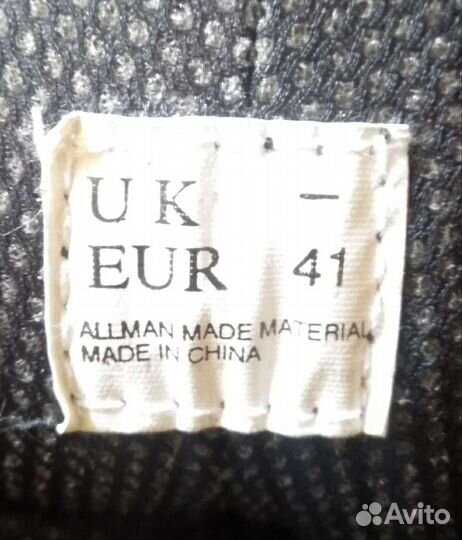 UK —
EUR 41
ALLMAN MADE MATERIAL
MADE IN CHINA
Avito